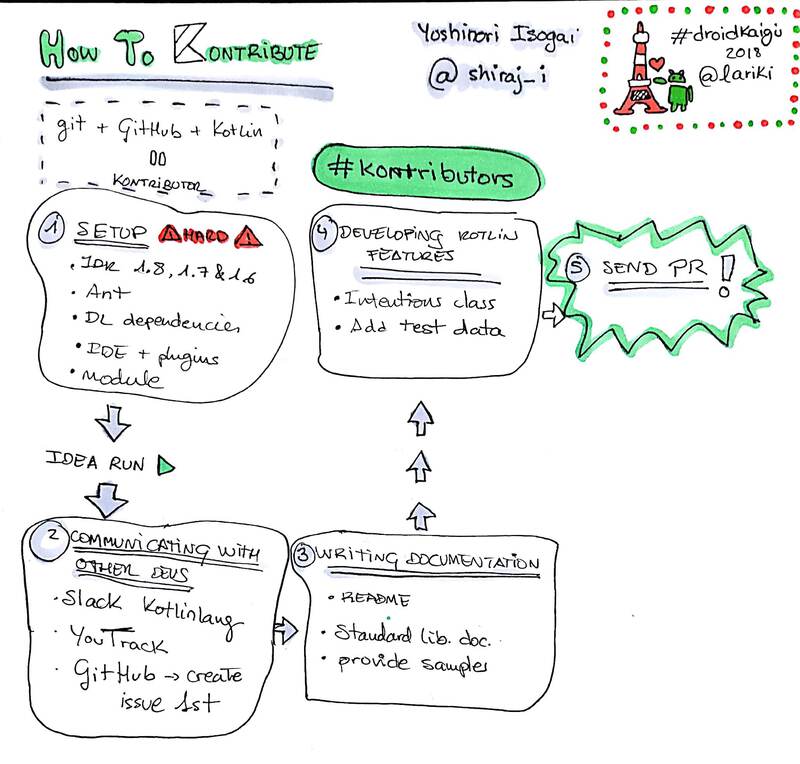 HOW TO KONTRIBUTE
Yoshinori Isogai
@shiraj_i
#droidkaigi
2018
@lariki
git + GitHub + Kotlin
KONTRIBUTOR
#Kontributors
1 SETUP HARD
• JDK 1.8, 1.7 & 1.6
• Ant
• DL dependencies
• IDE + plugins
• module
IDEA RUN
2 COMMUNICATING WITH
OTHER DEVS
• Slack Kotlinlang
• YouTrack
• GitHub → create
issue 1st
3 WRITING DOCUMENTATION
• README
• Standard lib. doc.
• provide samples
4 DEVELOPING KOTLIN
FEATURES
• Intentions class
• Add test data
5 SEND PR!